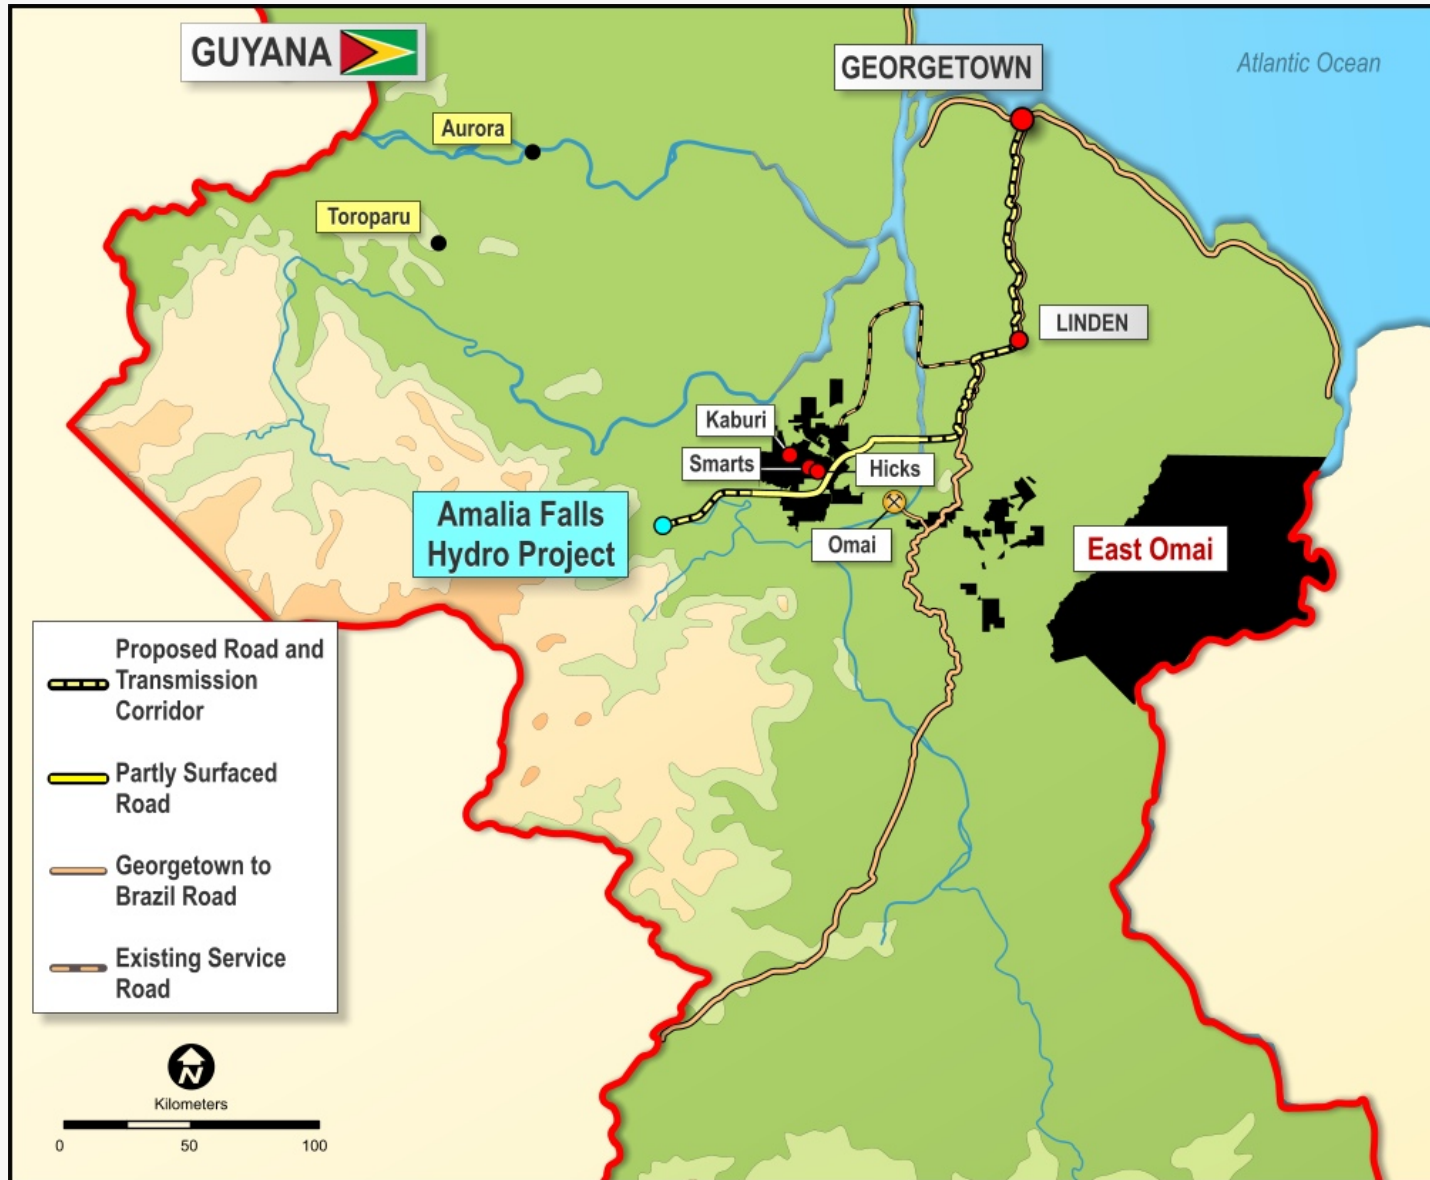 GUYANA
GEORGETOWN
Atlantic Ocean
Aurora
Toroparu
LINDEN
Kaburi
Smarts
Hicks
Amalia Falls
Hydro Project
Omai
East Omai
Proposed Road and
Transmission
Corridor
Partly Surfaced
Road
Georgetown to
Brazil Road
Existing Service
Road
N
Kilometers
0 50 100